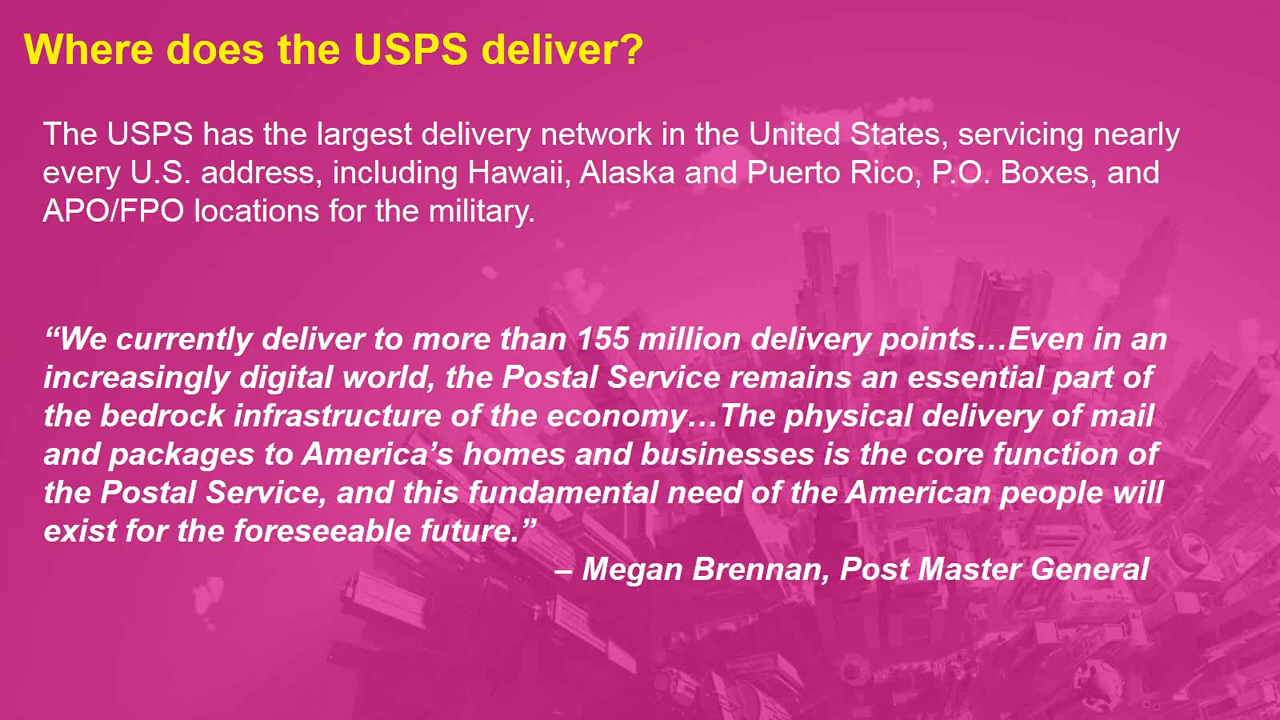 Where does the USPS deliver?
The USPS has the largest delivery network in the United States, servicing nearly
every U.S. address, including Hawaii, Alaska and Puerto Rico, P.O. Boxes, and
APO/FPO locations for the military.
“We currently deliver to more than 155 million delivery points…Even in an
increasingly digital world, the Postal Service remains an essential part of
the bedrock infrastructure of the economy…The physical delivery of mail
and packages to America’s homes and businesses is the core function of
the Postal Service, and this fundamental need of the American people will
exist for the foreseeable future.”
– Megan Brennan, Post Master General